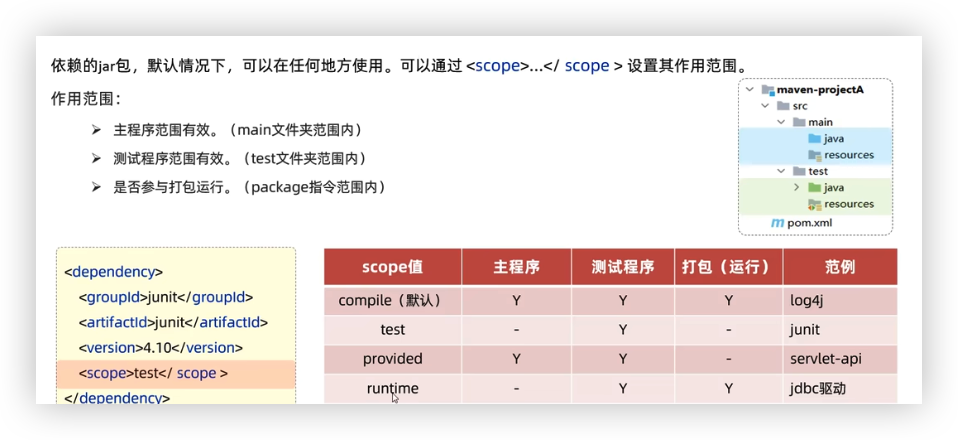 依赖的jar包，默认情况下，可以在任何地方使用。可以通过 <scope>...</ scope > 设置其作用范围。
作用范围：
➢ 主程序范围有效。（main文件夹范围内）
➢ 测试程序范围有效。（test文件夹范围内）
➢ 是否参与打包运行。（package指令范围内）
maven-projectA
src
main
java
resources
test
java
resources
pom.xml
<dependency>
<groupId>junit</groupId>
<artifactId>junit</artifactId>
<version>4.10</version>
<scope>test</ scope >
</dependency>
scope值 主程序 测试程序 打包（运行） 范例
compile（默认） Y Y Y log4j
test - Y - junit
provided Y Y - servlet-api
runtime - Y Y jdbc驱动